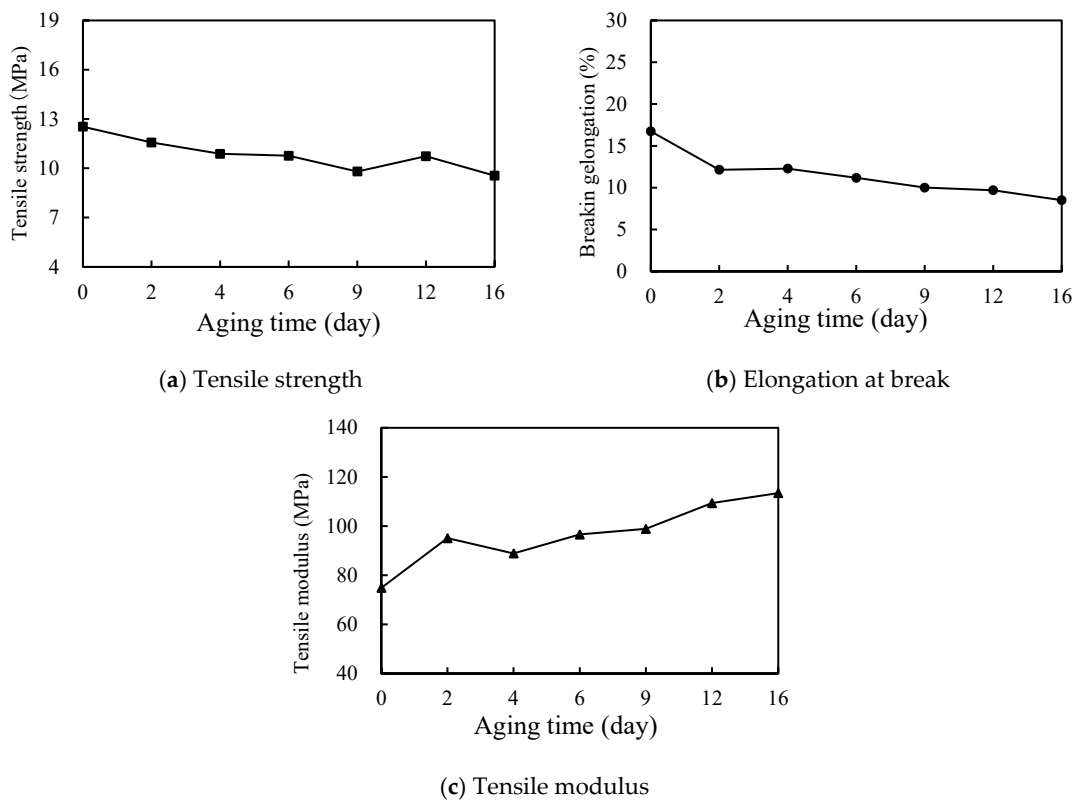 19
16
13
10
7
4
Tensile strength (MPa)
0 2 4 6 9 12 16
Aging time (day)
(a) Tensile strength
30
25
20
15
10
5
0
Breakin gelongation (%)
0 2 4 6 9 12 16
Aging time (day)
(b) Elongation at break
140
120
100
80
60
40
Tensile modulus (MPa)
0 2 4 6 9 12 16
Aging time (day)
(c) Tensile modulus